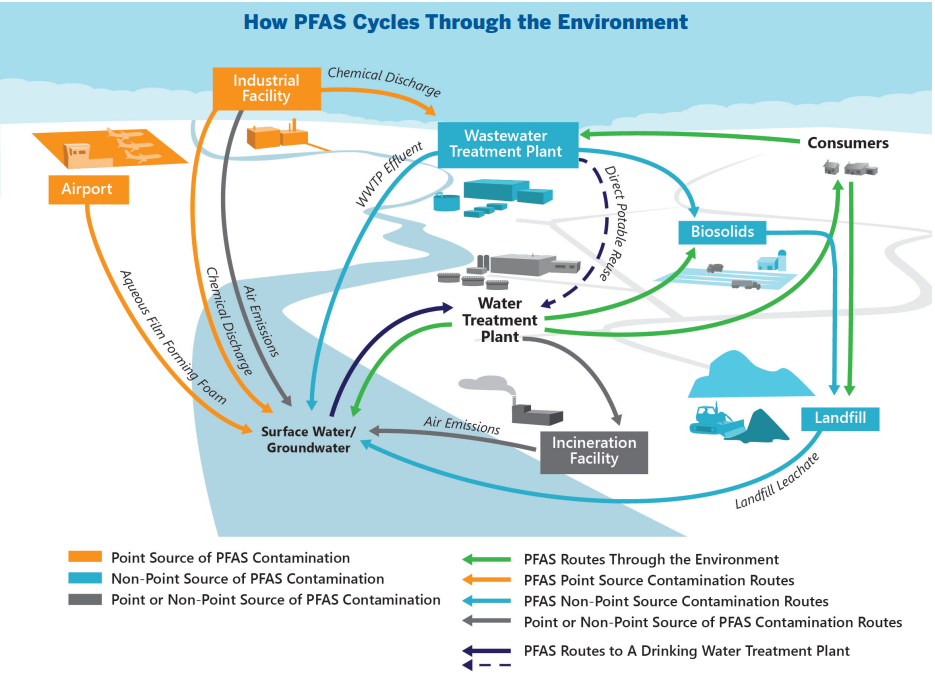 How PFAS Cycles Through the Environment
Industrial
Facility
Chemical Discharge
Wastewater
Treatment Plant
Consumers
Airport
WWTP Effluent
Direct Potable Reuse
Biosolids
Aqueous Film Forming Foam
Chemical Discharge
Air Emissions
Water
Treatment
Plant
Landfill
Surface Water/
Groundwater
Air Emissions
Incineration
Facility
Landfill Leachate
Point Source of PFAS Contamination
Non-Point Source of PFAS Contamination
Point or Non-Point Source of PFAS Contamination
PFAS Routes Through the Environment
PFAS Point Source Contamination Routes
PFAS Non-Point Source Contamination Routes
Point or Non-Point Source of PFAS Contamination Routes
PFAS Routes to A Drinking Water Treatment Plant